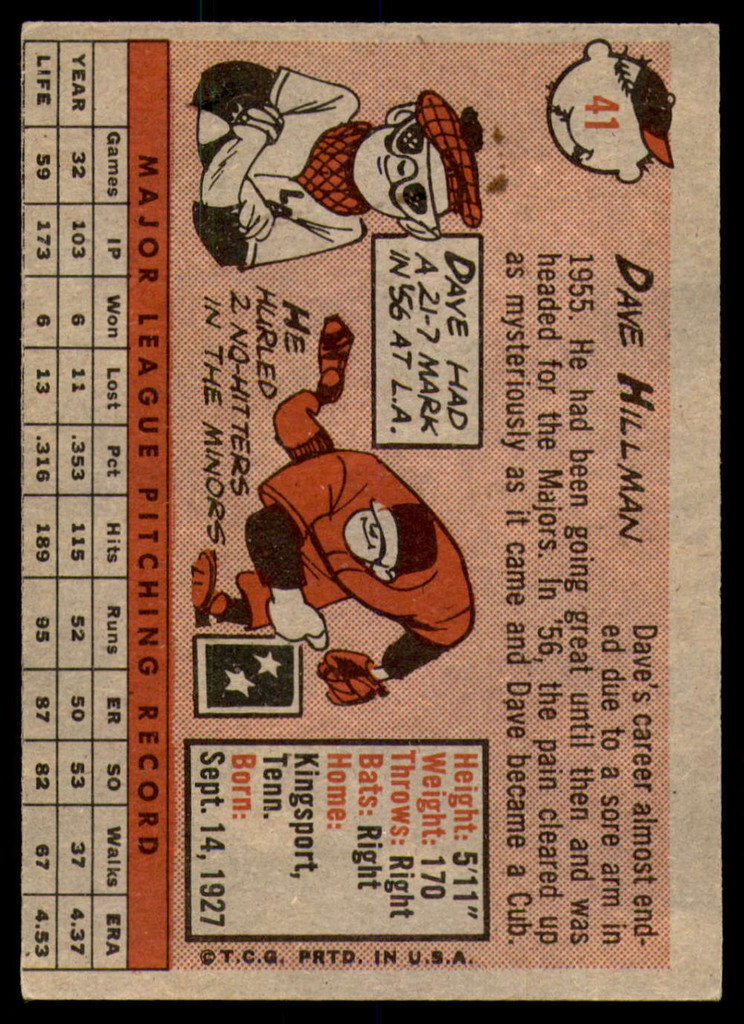 41
DAVE HILLMAN
Dave's career almost end-
ed due to a sore arm in
1955. He had been going great until then and was
headed for the Majors. In '56, the pain cleared up
as mysteriously as it came and Dave became a Cub.
DAVE HAD
A 21-7 MARK
IN '56 AT L.A.
LA
HE
HURLED
2 NO-HITTERS
IN THE MINORS
Height: 5'11"
Weight: 170
Throws: Right
Bats: Right
Home:
Kingsport,
Tenn.
Born:
Sept. 14, 1927
© T.C.G. PRTD. IN U.S.A.
MAJOR LEAGUE PITCHING RECORD
Games IP Won Lost Pct Hits Runs ER SO Walks ERA
YEAR 32 103 6 11 .353 115 52 50 53 37 4.37
LIFE 59 173 6 13 .316 189 95 87 82 67 4.53